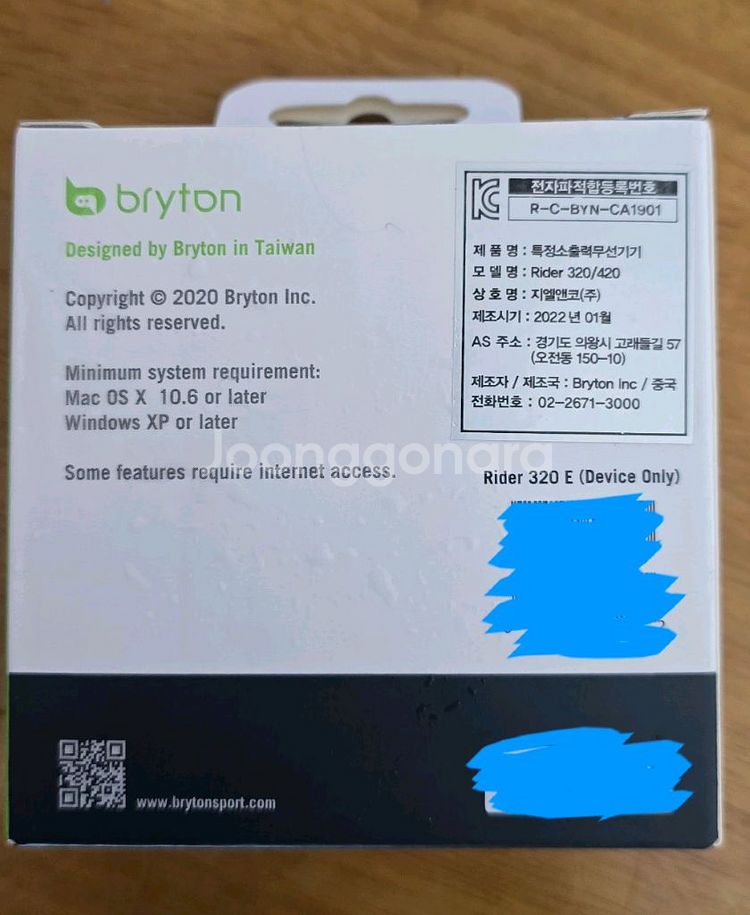 bryton
Designed by Bryton in Taiwan
Copyright © 2020 Bryton Inc.
All rights reserved.
Minimum system requirement:
Mac OS X 10.6 or later
Windows XP or later
Some features require internet access.
전자파적합등록번호
R-C-BYN-CA1901
제 품 명 : 특정소출력무선기기
모 델 명 : Rider 320/420
상 호 명 : 지엘앤코(주)
제조시기 : 2022년 01월
AS 주소 : 경기도 의왕시 고래들길 57
(오전동 150-10)
제조자 / 제조국 : Bryton Inc / 중국
전화번호 : 02-2671-3000
Joonggonara
Rider 320 E (Device Only)
www.brytonsport.com